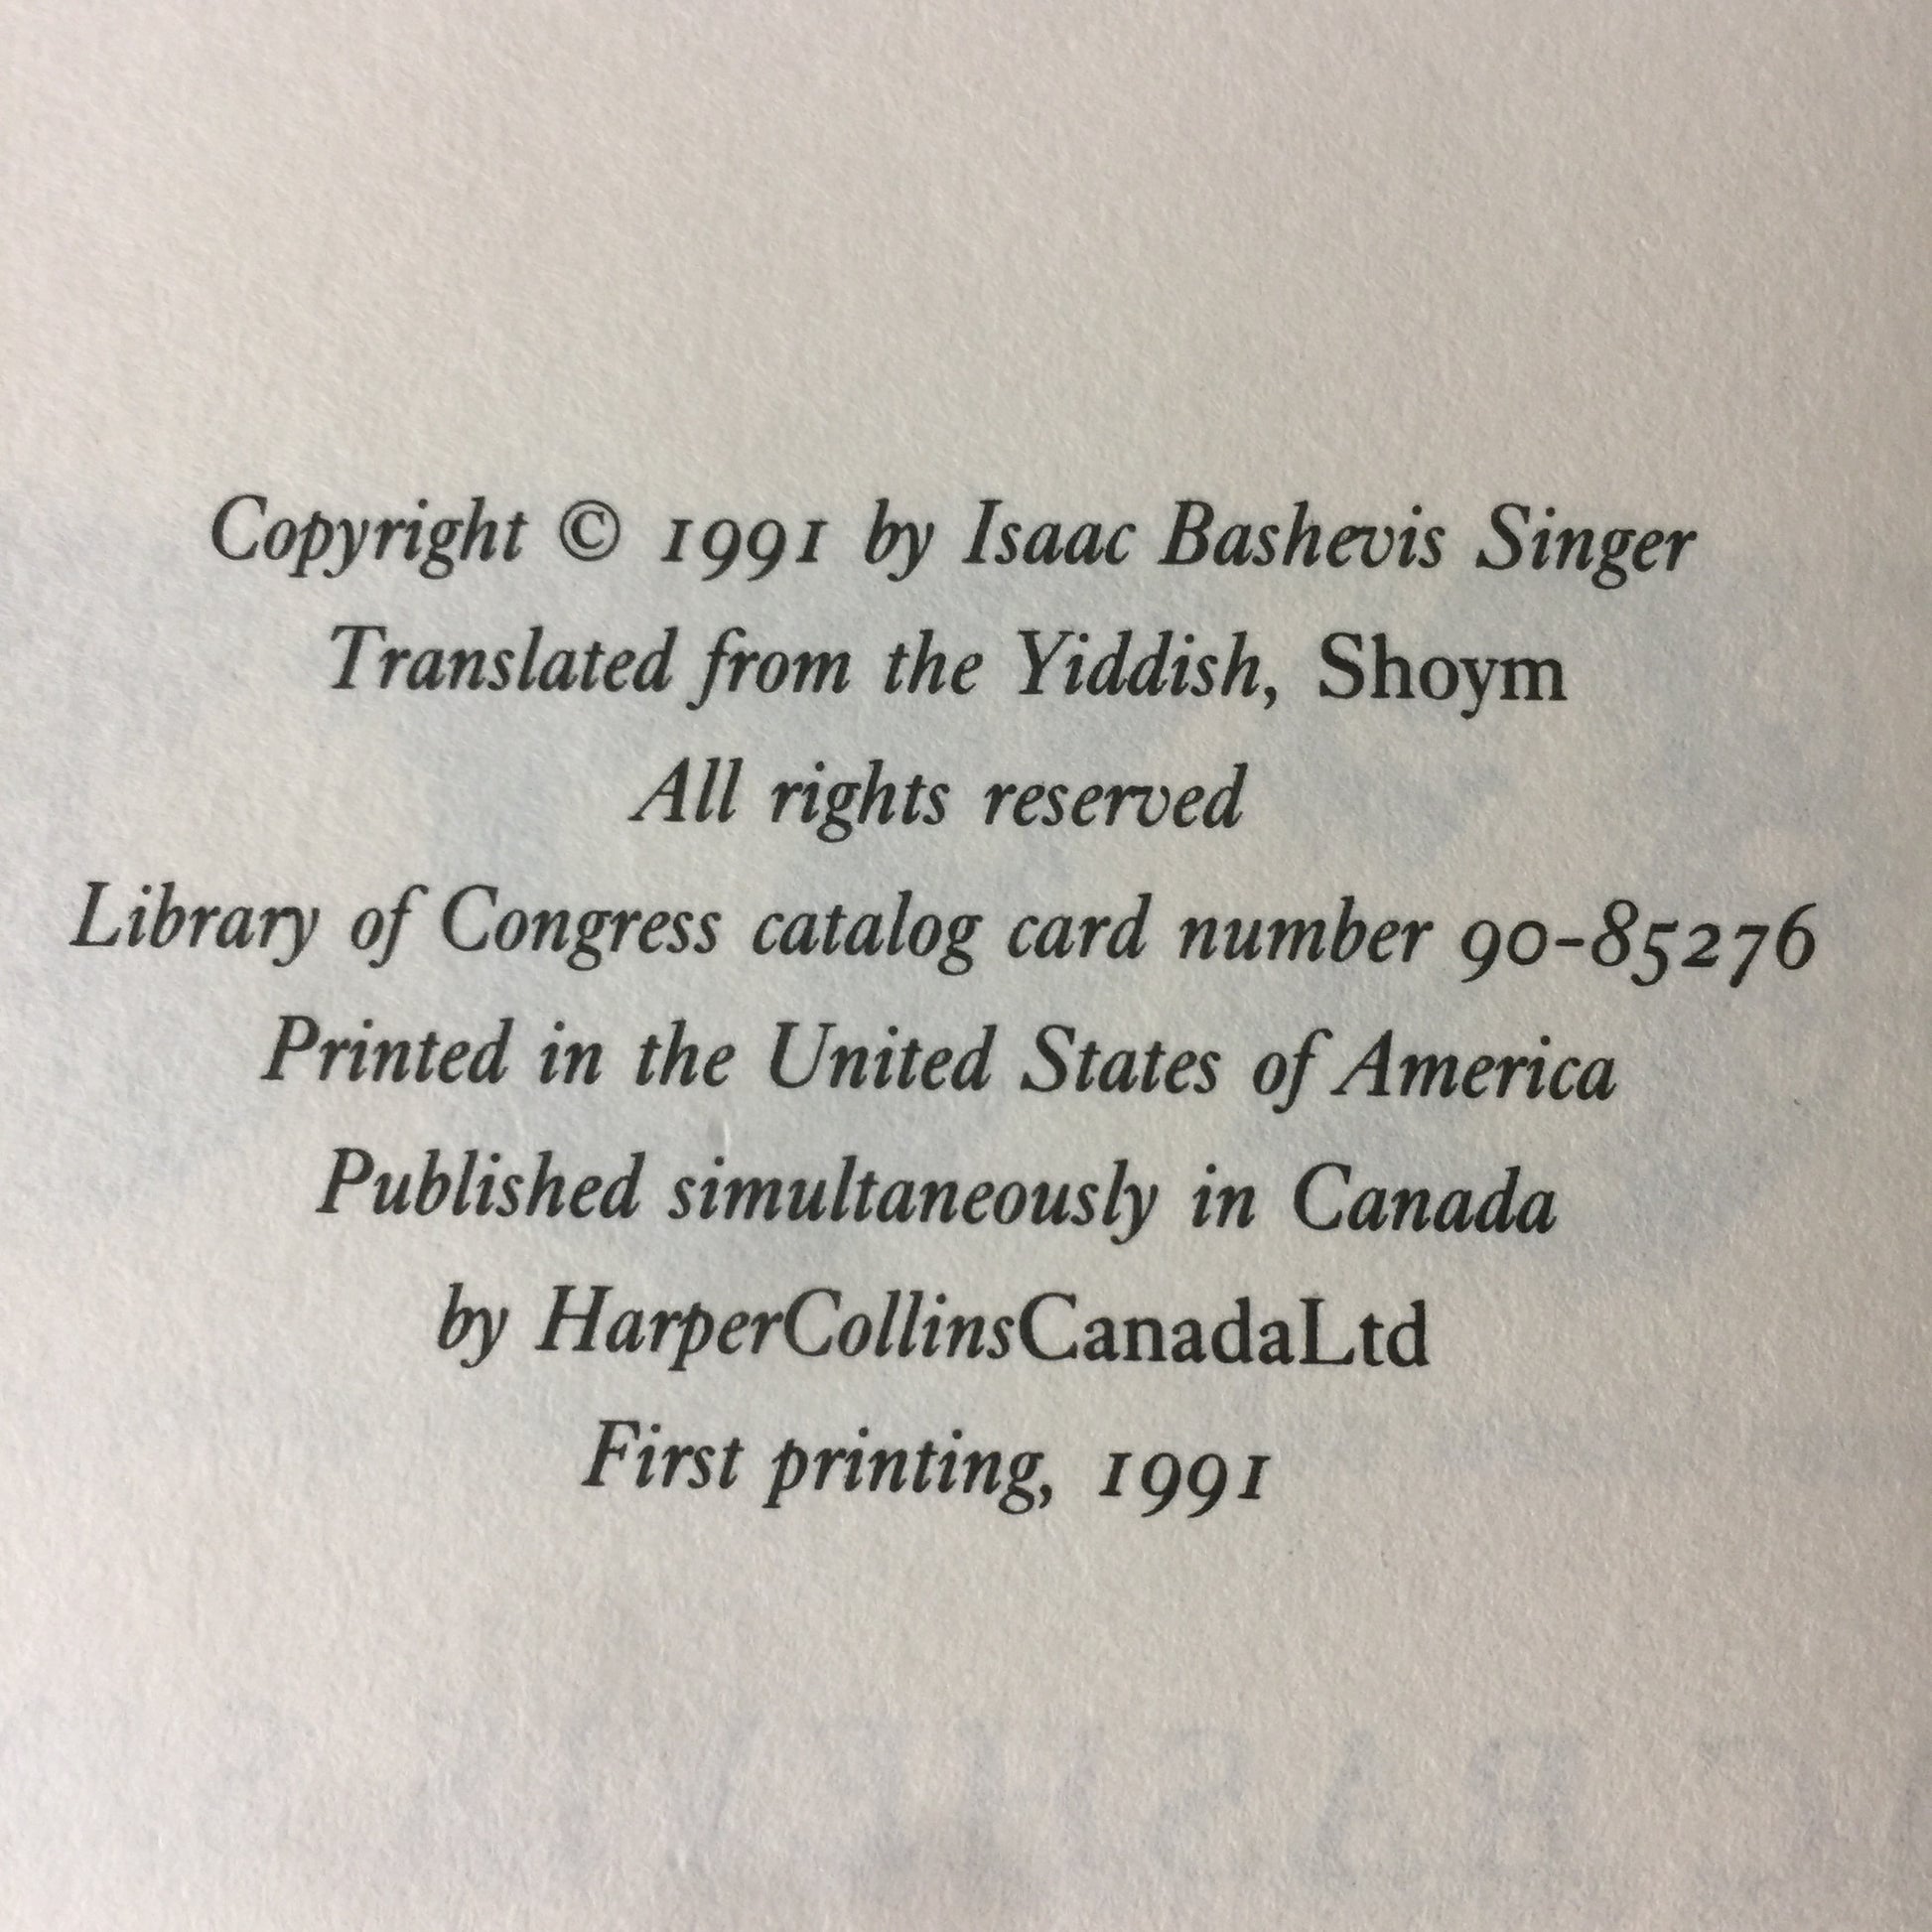 Copyright © 1991 by Isaac Bashevis Singer
Translated from the Yiddish, Shoym
All rights reserved
Library of Congress catalog card number 90-85276
Printed in the United States of America
Published simultaneously in Canada
by HarperCollinsCanadaLtd
First printing, 1991